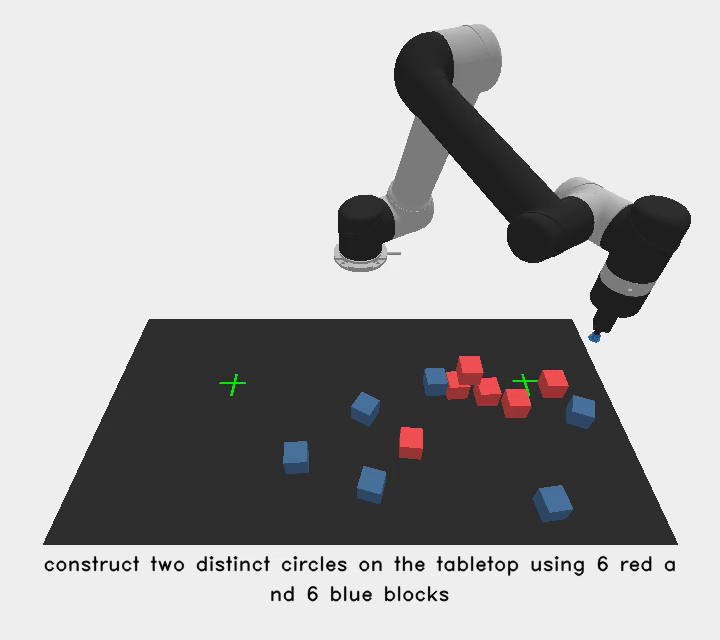 construct two distinct circles on the tabletop using 6 red a
nd 6 blue blocks